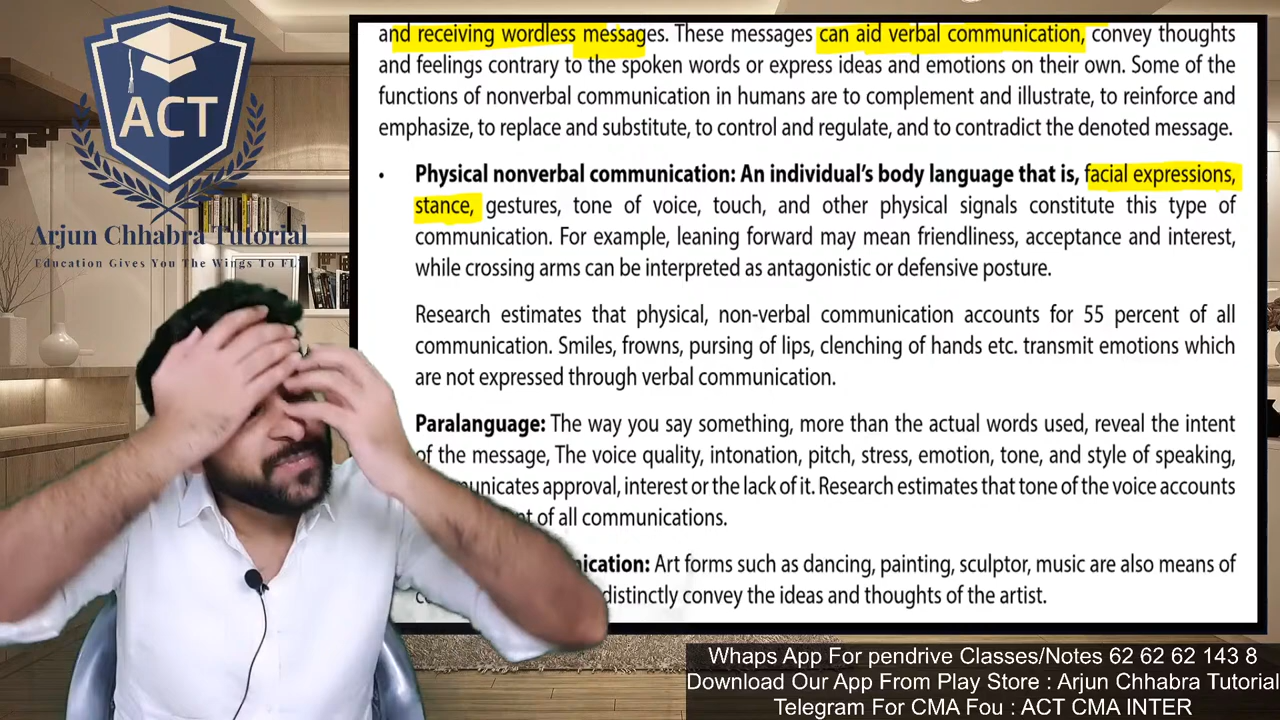 ACT
Arjun Chhabra Tutorial
Education Gives You The Wings To
and receiving wordless messages. These messages can aid verbal communication, convey thoughts
and feelings contrary to the spoken words or express ideas and emotions on their own. Some of the
functions of nonverbal communication in humans are to complement and illustrate, to reinforce and
emphasize, to replace and substitute, to control and regulate, and to contradict the denoted message.
• Physical nonverbal communication: An individual's body language that is, facial expressions,
stance, gestures, tone of voice, touch, and other physical signals constitute this type of
communication. For example, leaning forward may mean friendliness, acceptance and interest,
while crossing arms can be interpreted as antagonistic or defensive posture.
Research estimates that physical, non-verbal communication accounts for 55 percent of all
communication. Smiles, frowns, pursing of lips, clenching of hands etc. transmit emotions which
are not expressed through verbal communication.
Paralanguage: The way you say something, more than the actual words used, reveal the intent
of the message, The voice quality, intonation, pitch, stress, emotion, tone, and style of speaking,
approval, interest or the lack of it. Research estimates that tone of the voice accounts
of all communications.
Art forms such as dancing, painting, sculptor, music are also means of
distinctly convey the ideas and thoughts of the artist.
Whaps App For pendrive Classes/Notes 62 62 62 143 8
Download Our App From Play Store : Arjun Chhabra Tutorial
Telegram For CMA Fou : ACT CMA INTER